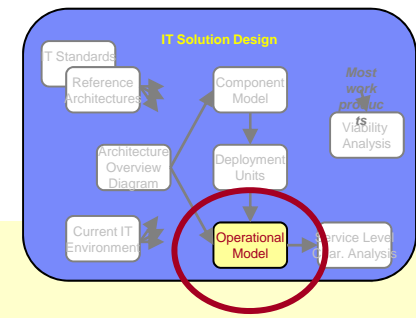 IT Solution Design
IT Standards
Reference
Architectures
Component
Model
Most
work
produc
ts
Viability
Analysis
Architecture
Overview
Diagram
Deployment
Units
Current IT
Environment
Operational
Model
Service Level
Char. Analysis